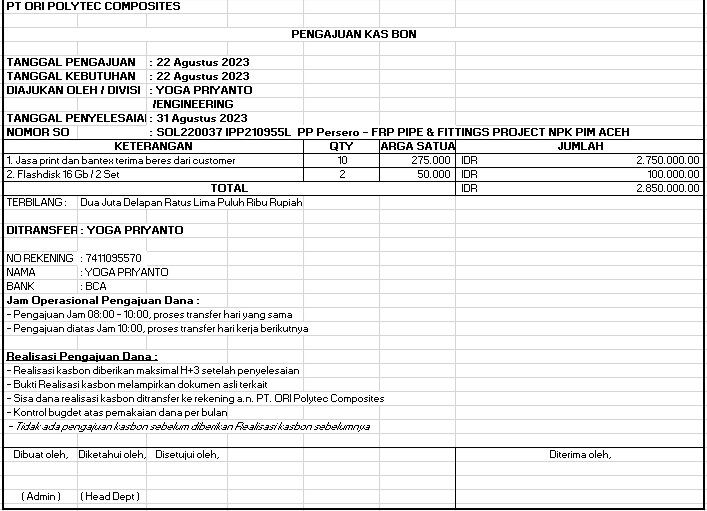 PT ORI POLYTEC COMPOSITES
PENGAJUAN KAS BON
TANGGAL PENGAJUAN : 22 Agustus 2023
TANGGAL KEBUTUHAN : 22 Agustus 2023
DIAJUKAN OLEH / DIVISI : YOGA PRIYANTO
/ENGINEERING
TANGGAL PENYELESAIA : 31 Agustus 2023
NOMOR SO : SOL220037 IPP210955L PP Persero - FRP PIPE & FITTINGS PROJECT NPK PIM ACEH
KETERANGAN QTY ARGA SATUA JUMLAH
1. Jasa print dan bantex terima beres dari customer 10 275.000 IDR 2.750.000.00
2. Flashdisk 16 Gb / 2 Set 2 50.000 IDR 100.000.00
TOTAL IDR 2.850.000.00
TERBILANG : Dua Juta Delapan Ratus Lima Puluh Ribu Rupiah
DITRANSFER : YOGA PRIYANTO
NO REKENING : 7411095570
NAMA : YOGA PRIYANTO
BANK : BCA
Jam Operasional Pengajuan Dana :
- Pengajuan Jam 08:00 - 10:00, proses transfer hari yang sama
- Pengajuan diatas Jam 10:00, proses transfer hari kerja berikutnya
Realisasi Pengajuan Dana :
- Realisasi kasbon diberikan maksimal H+3 setelah penyelesaian
- Bukti Realisasi kasbon melampirkan dokumen asli terkait
- Sisa dana realisasi kasbon ditransfer ke rekening a.n. PT. ORI Polytec Composites
- Kontrol bugdet atas pemakaian dana per bulan
- Tidak ada pengajuan kasbon sebelum diberikan Realisasi kasbon sebelumnya
Dibuat oleh, Diketahui oleh, Disetujui oleh, Diterima oleh,
( Admin ) ( Head Dept )